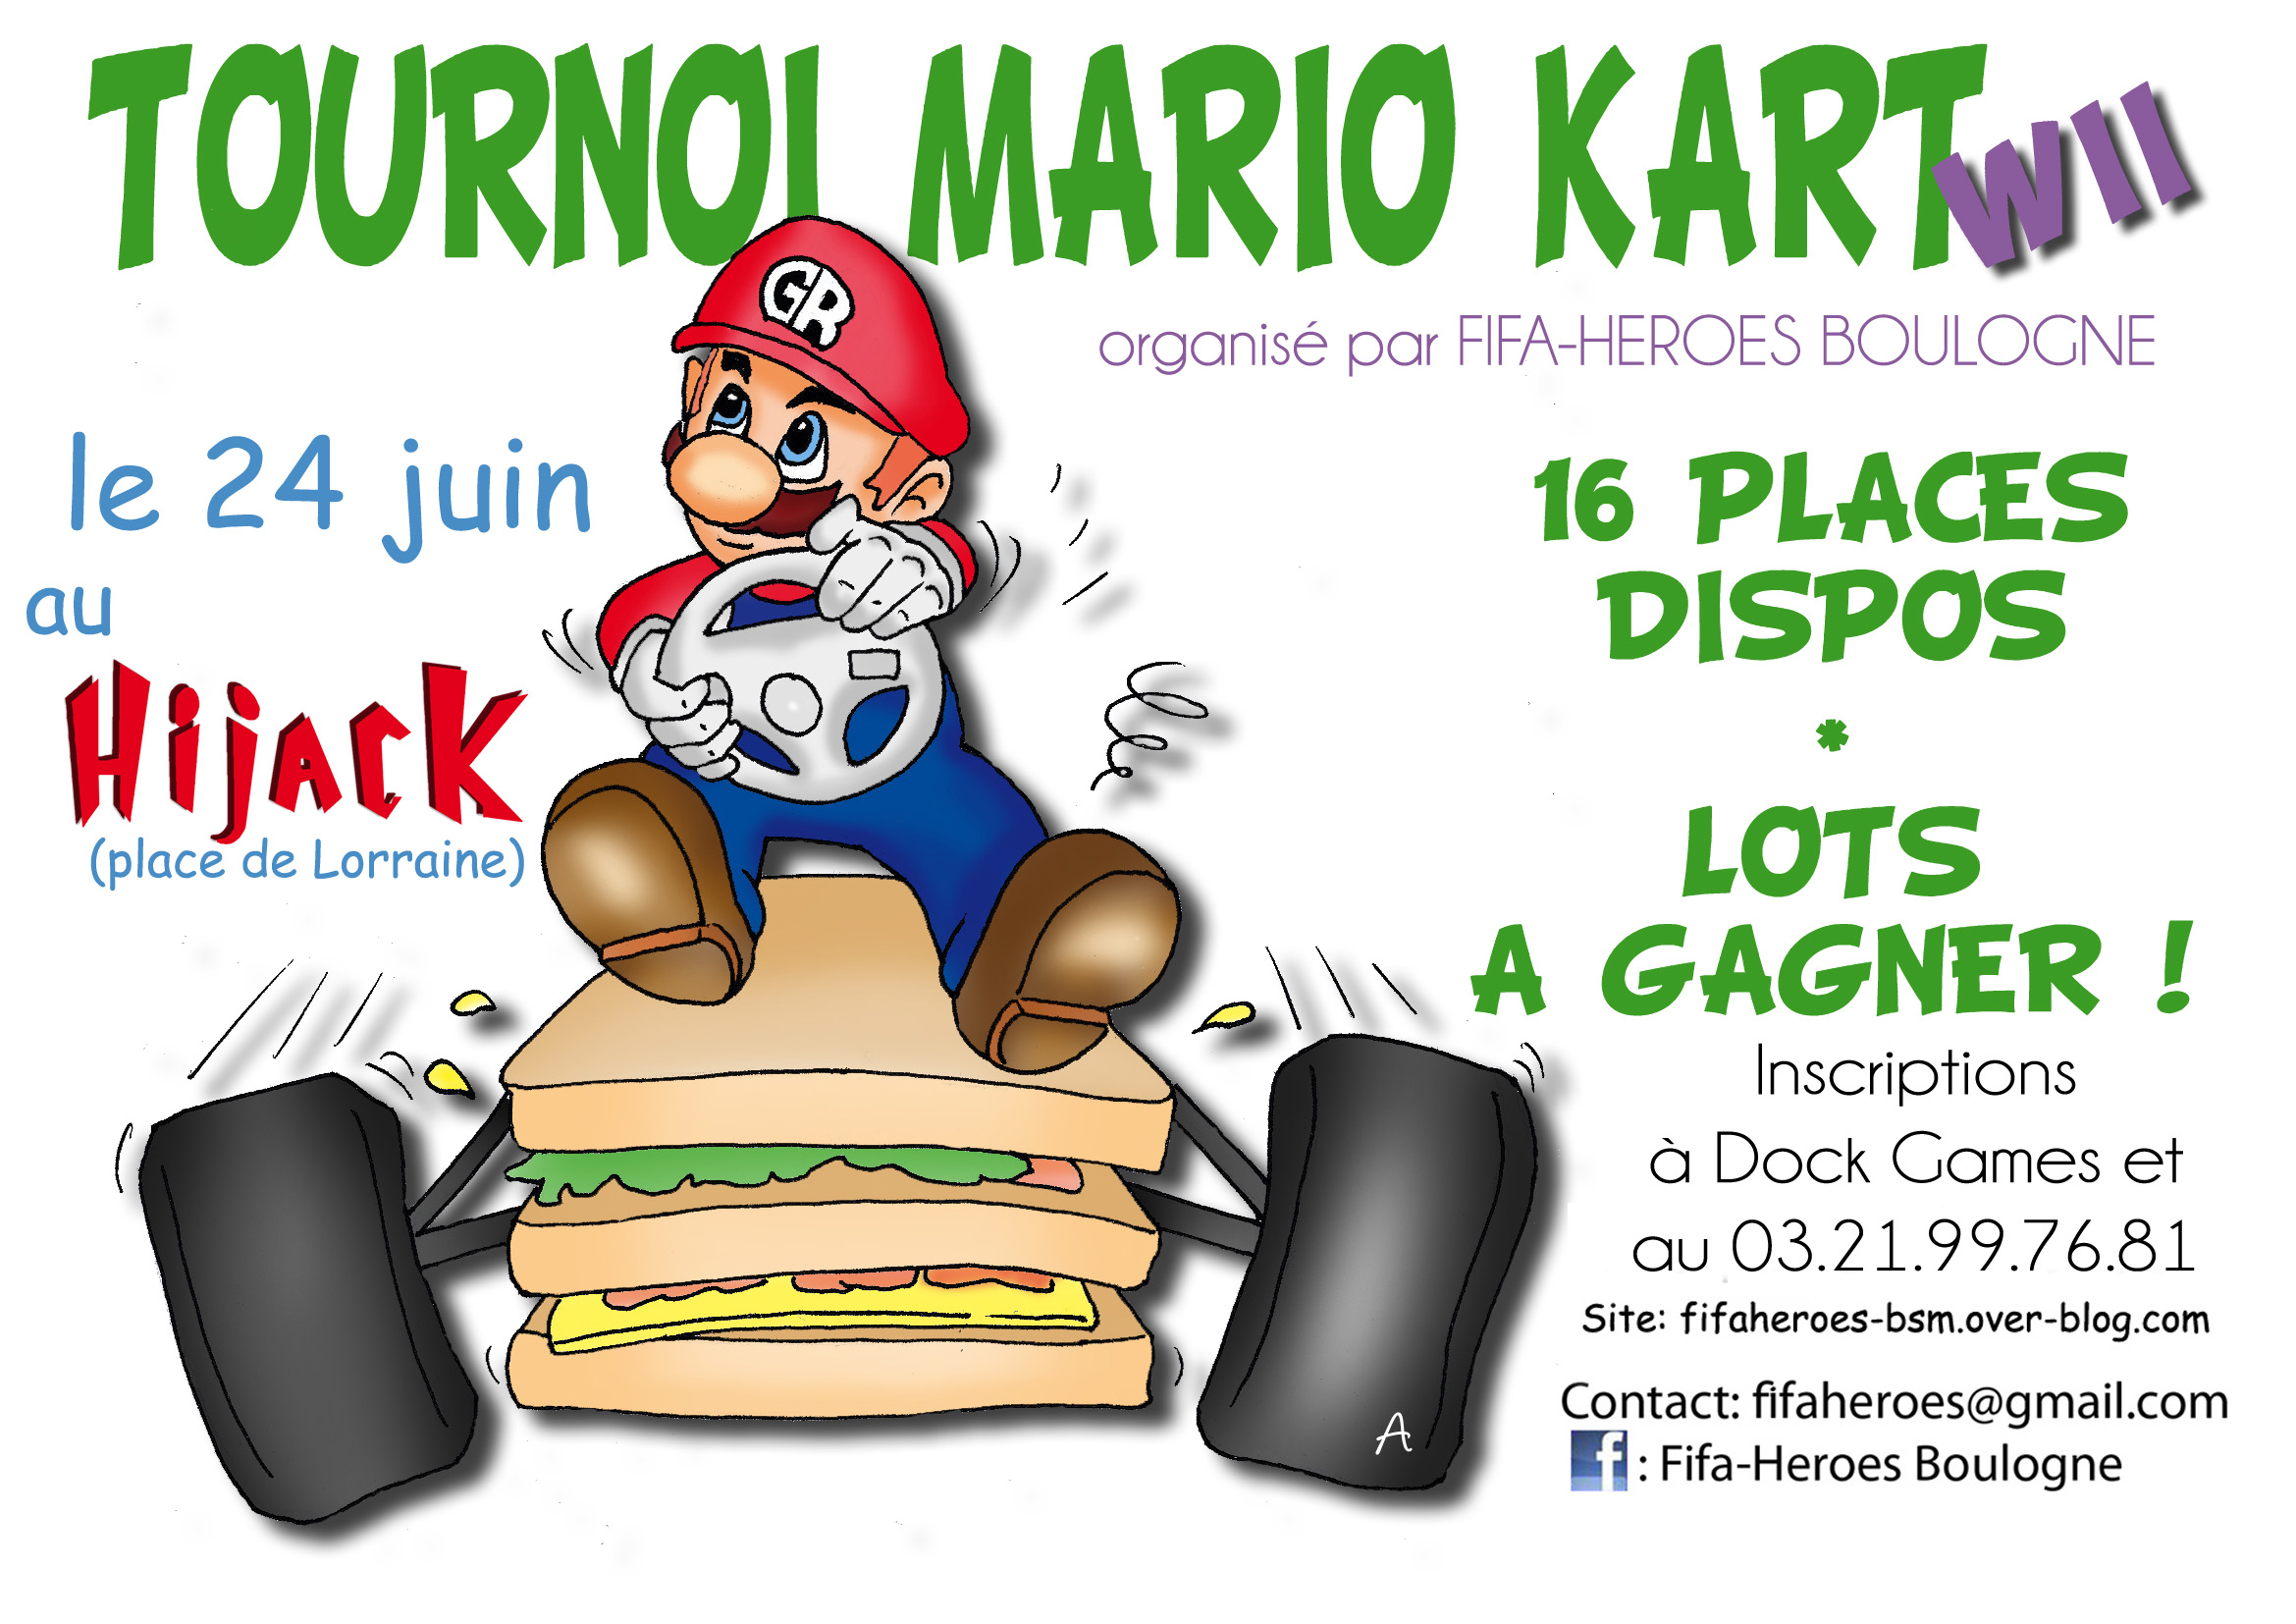 TOURNOI MARIO KART WII
organisé par FIFA-HEROES BOULOGNE
GR
le 24 juin
au
HijacK
(place de Lorraine)
16 PLACES
DISPOS
*
LOTS
A GAGNER !
Inscriptions
à Dock Games et
au 03.21.99.76.81
Site: fifaheroes-bsm.over-blog.com
Contact: fifaheroes@gmail.com
f : Fifa-Heroes Boulogne
A